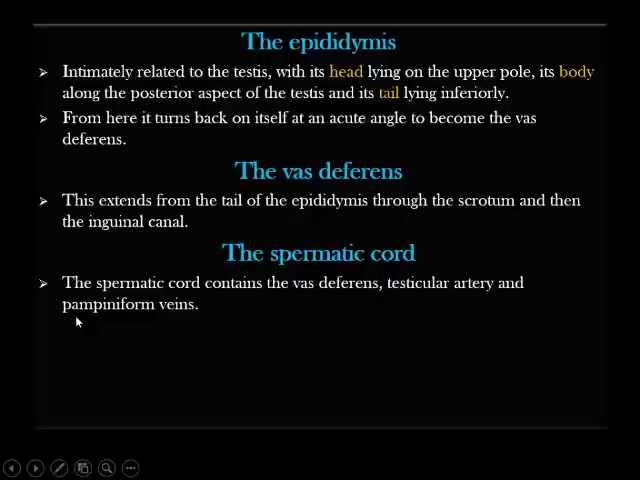 The epididymis
➢ Intimately related to the testis, with its head lying on the upper pole, its body
along the posterior aspect of the testis and its tail lying inferiorly.
➢ From here it turns back on itself at an acute angle to become the vas
deferens.
The vas deferens
➢ This extends from the tail of the epididymis through the scrotum and then
the inguinal canal.
The spermatic cord
➢ The spermatic cord contains the vas deferens, testicular artery and
pampiniform veins.